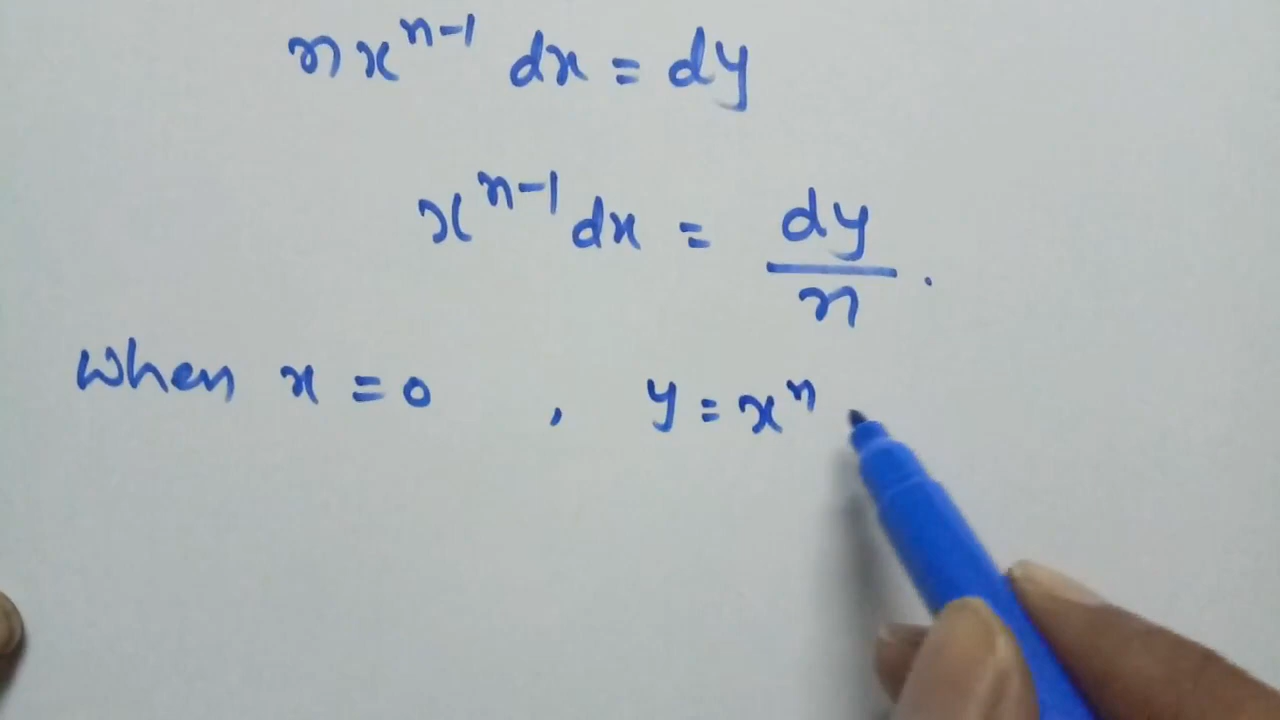 nx^{n-1} dx = dy
x^{n-1} dx = dy/n .
When x = 0 , y = x^n